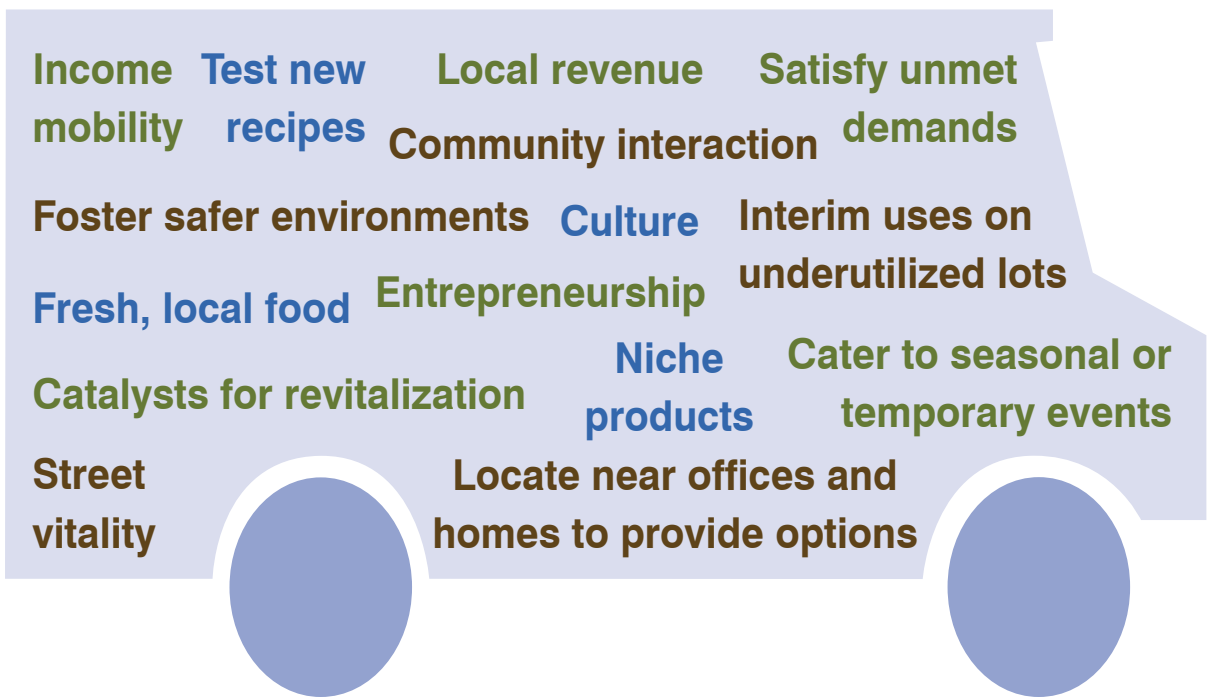 Income
mobility
Test new
recipes
Local revenue
Satisfy unmet
demands
Community interaction
Foster safer environments
Culture
Interim uses on
underutilized lots
Fresh, local food
Entrepreneurship
Niche
products
Cater to seasonal or
temporary events
Catalysts for revitalization
Street
vitality
Locate near offices and
homes to provide options